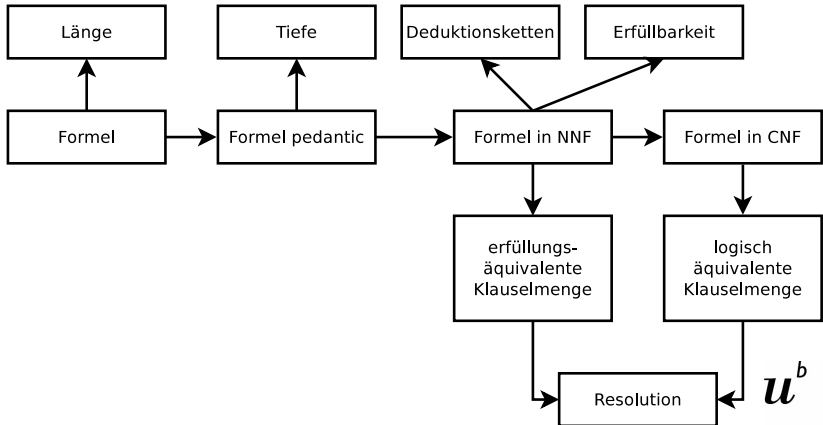 Länge
Tiefe
Deduktionsketten
Erfüllbarkeit
Formel
Formel pedantic
Formel in NNF
Formel in CNF
erfüllungs-
äquivalente
Klauselmenge
logisch
äquivalente
Klauselmenge
Resolution
u^b